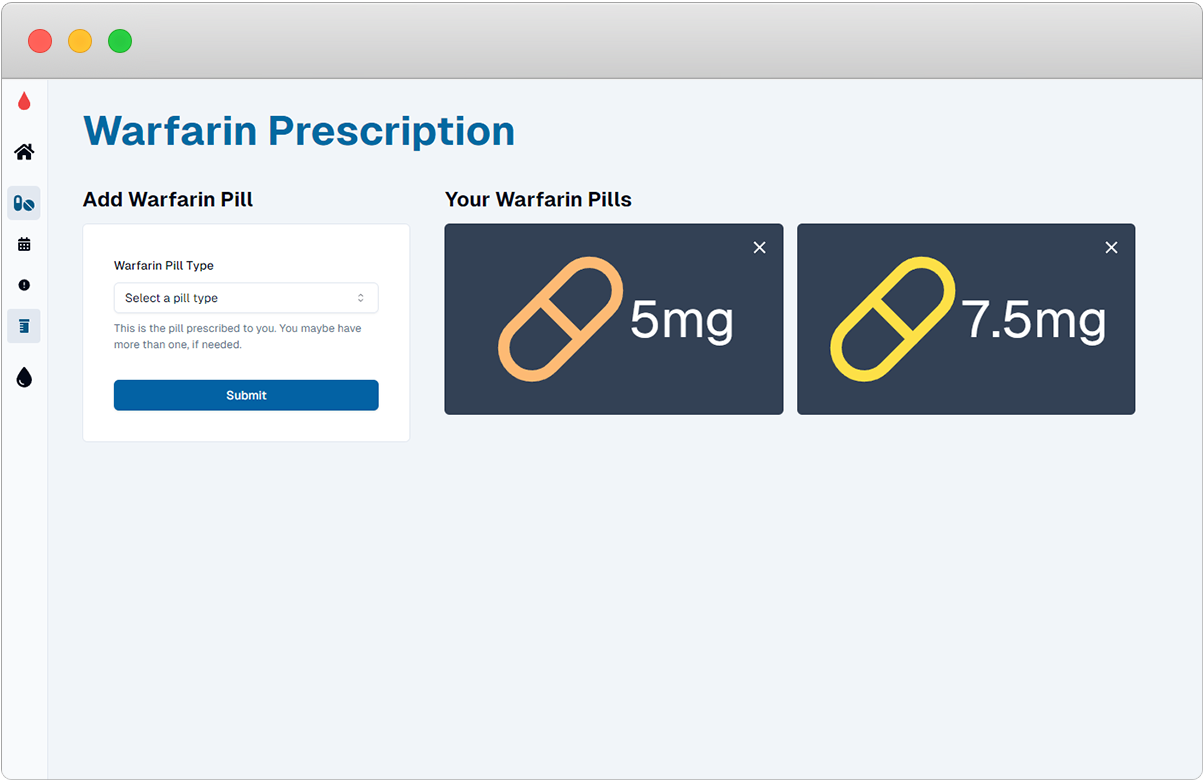 Warfarin Prescription
Add Warfarin Pill
Warfarin Pill Type
Select a pill type
This is the pill prescribed to you. You maybe have
more than one, if needed.
Submit
Your Warfarin Pills
5mg
7.5mg